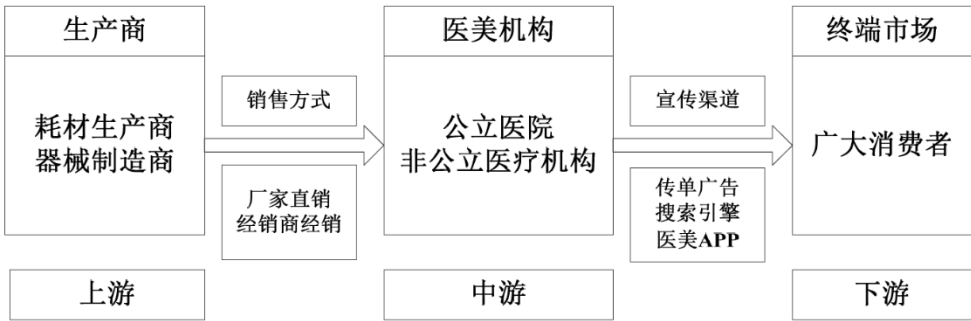 生产商
耗材生产商
器械制造商
上游
销售方式
厂家直销
经销商经销
医美机构
公立医院
非公立医疗机构
中游
宣传渠道
传单广告
搜索引擎
医美APP
终端市场
广大消费者
下游